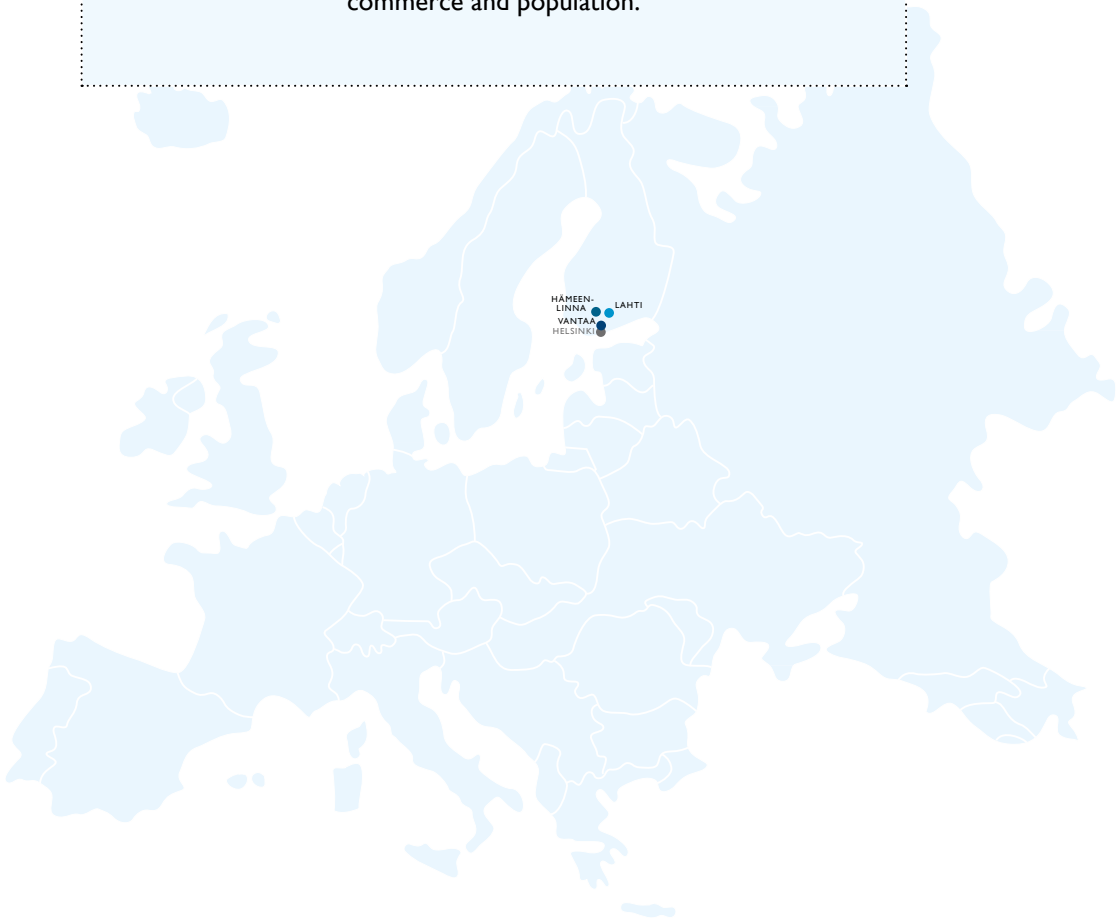 commerce and population.
HÄMEEN-
LINNA
LAHTI
VANTAA
HELSINKI